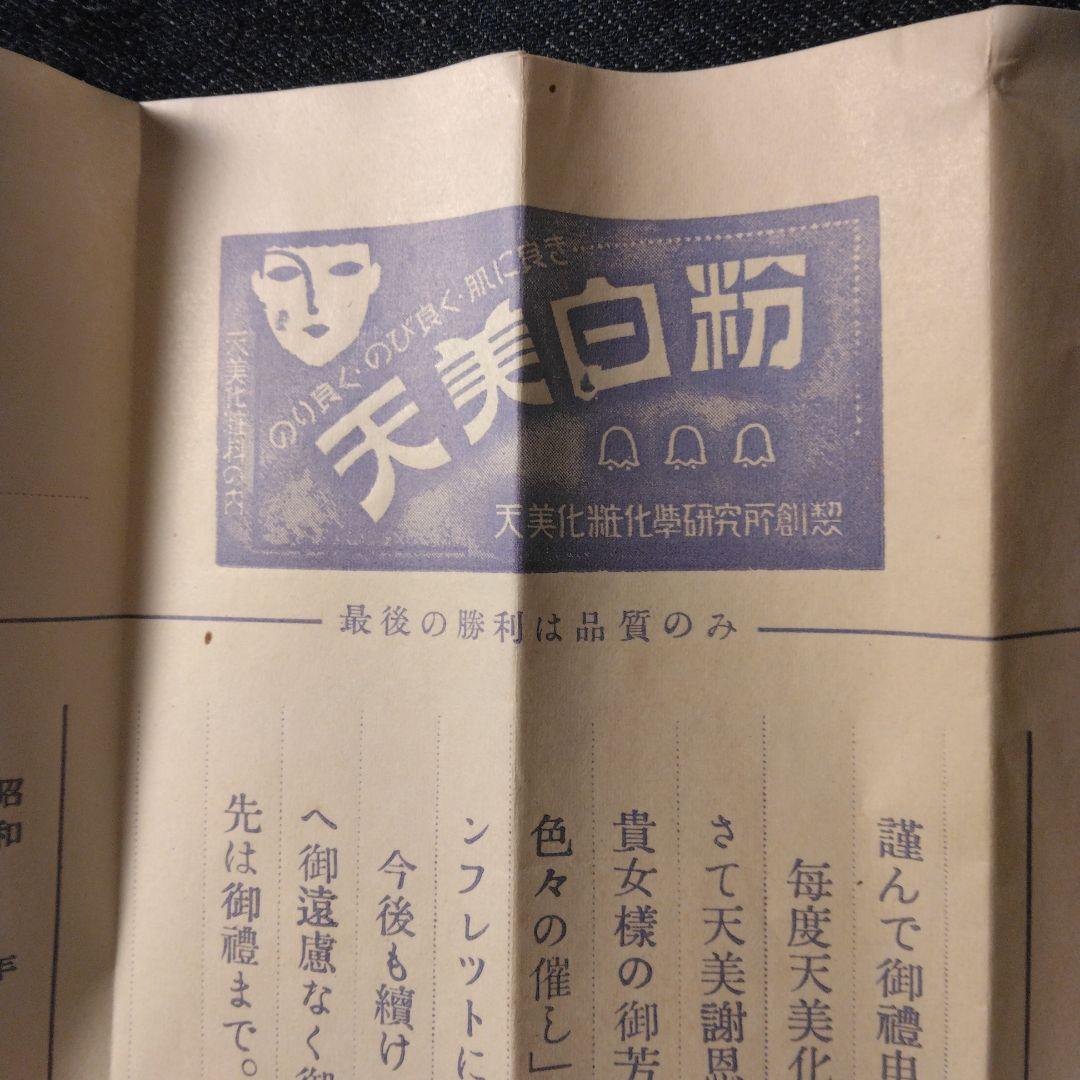 のり良く・のび良く・肌に良き
天美白粉
天美化粧料の
天美化粧化學研究所創製
最後の勝利は品質のみ
謹んで御禮申
毎度天美化
さて天美謝恩
貴女樣の御芳
色々の催し」
ンフレットに
今後も續け
へ御遠慮なく御
先は御禮まで。
昭和 年